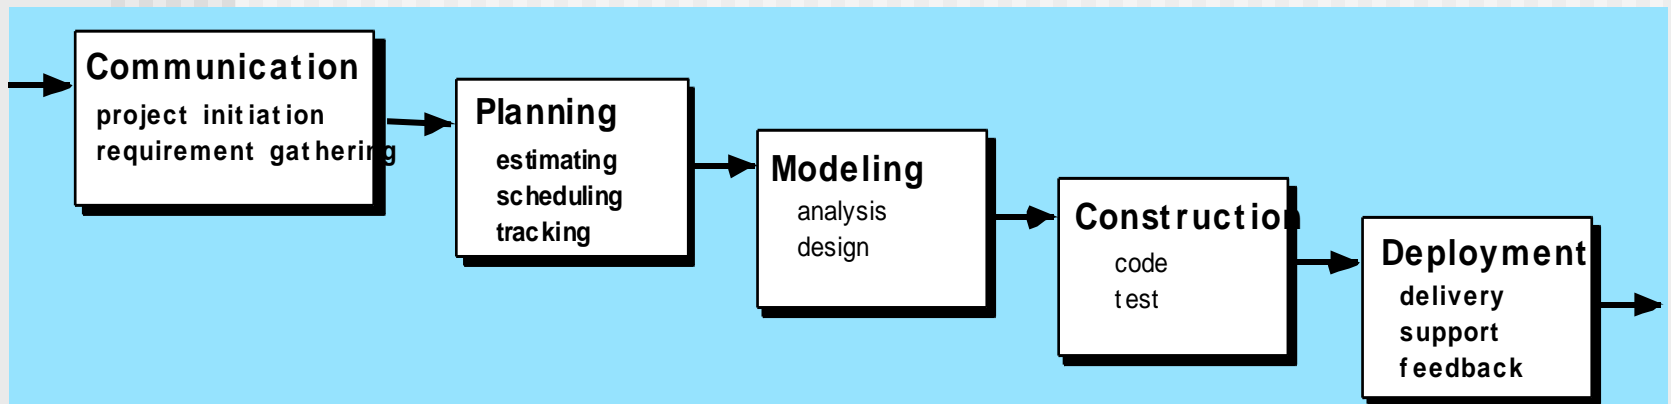 Communication
project initiation
requirement gathering
Planning
estimating
scheduling
tracking
Modeling
analysis
design
Construction
code
test
Deployment
delivery
support
feedback